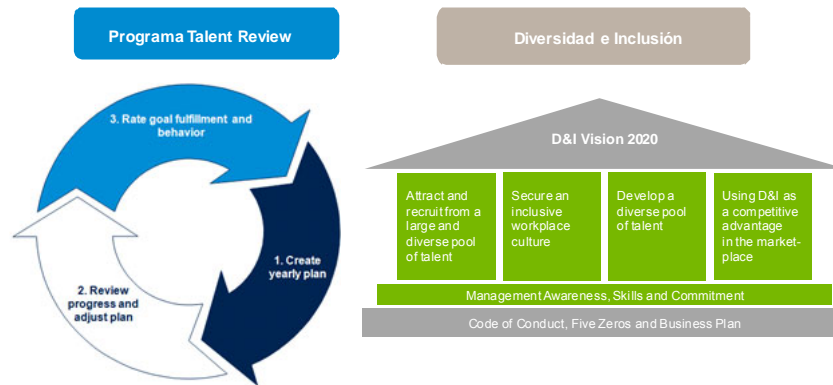 Programa Talent Review
3. Rate goal fulfillment and
behavior
1. Create
yearly plan
2. Review
progress and
adjust plan
Diversidad e Inclusión
D&I Vision 2020
Attract and
recruit from a
large and
diverse pool
of talent
Secure an
inclusive
workplace
culture
Develop a
diverse pool
of talent
Using D&I as
a competitive
advantage
in the market-
place
Management Awareness, Skills and Commitment
Code of Conduct, Five Zeros and Business Plan